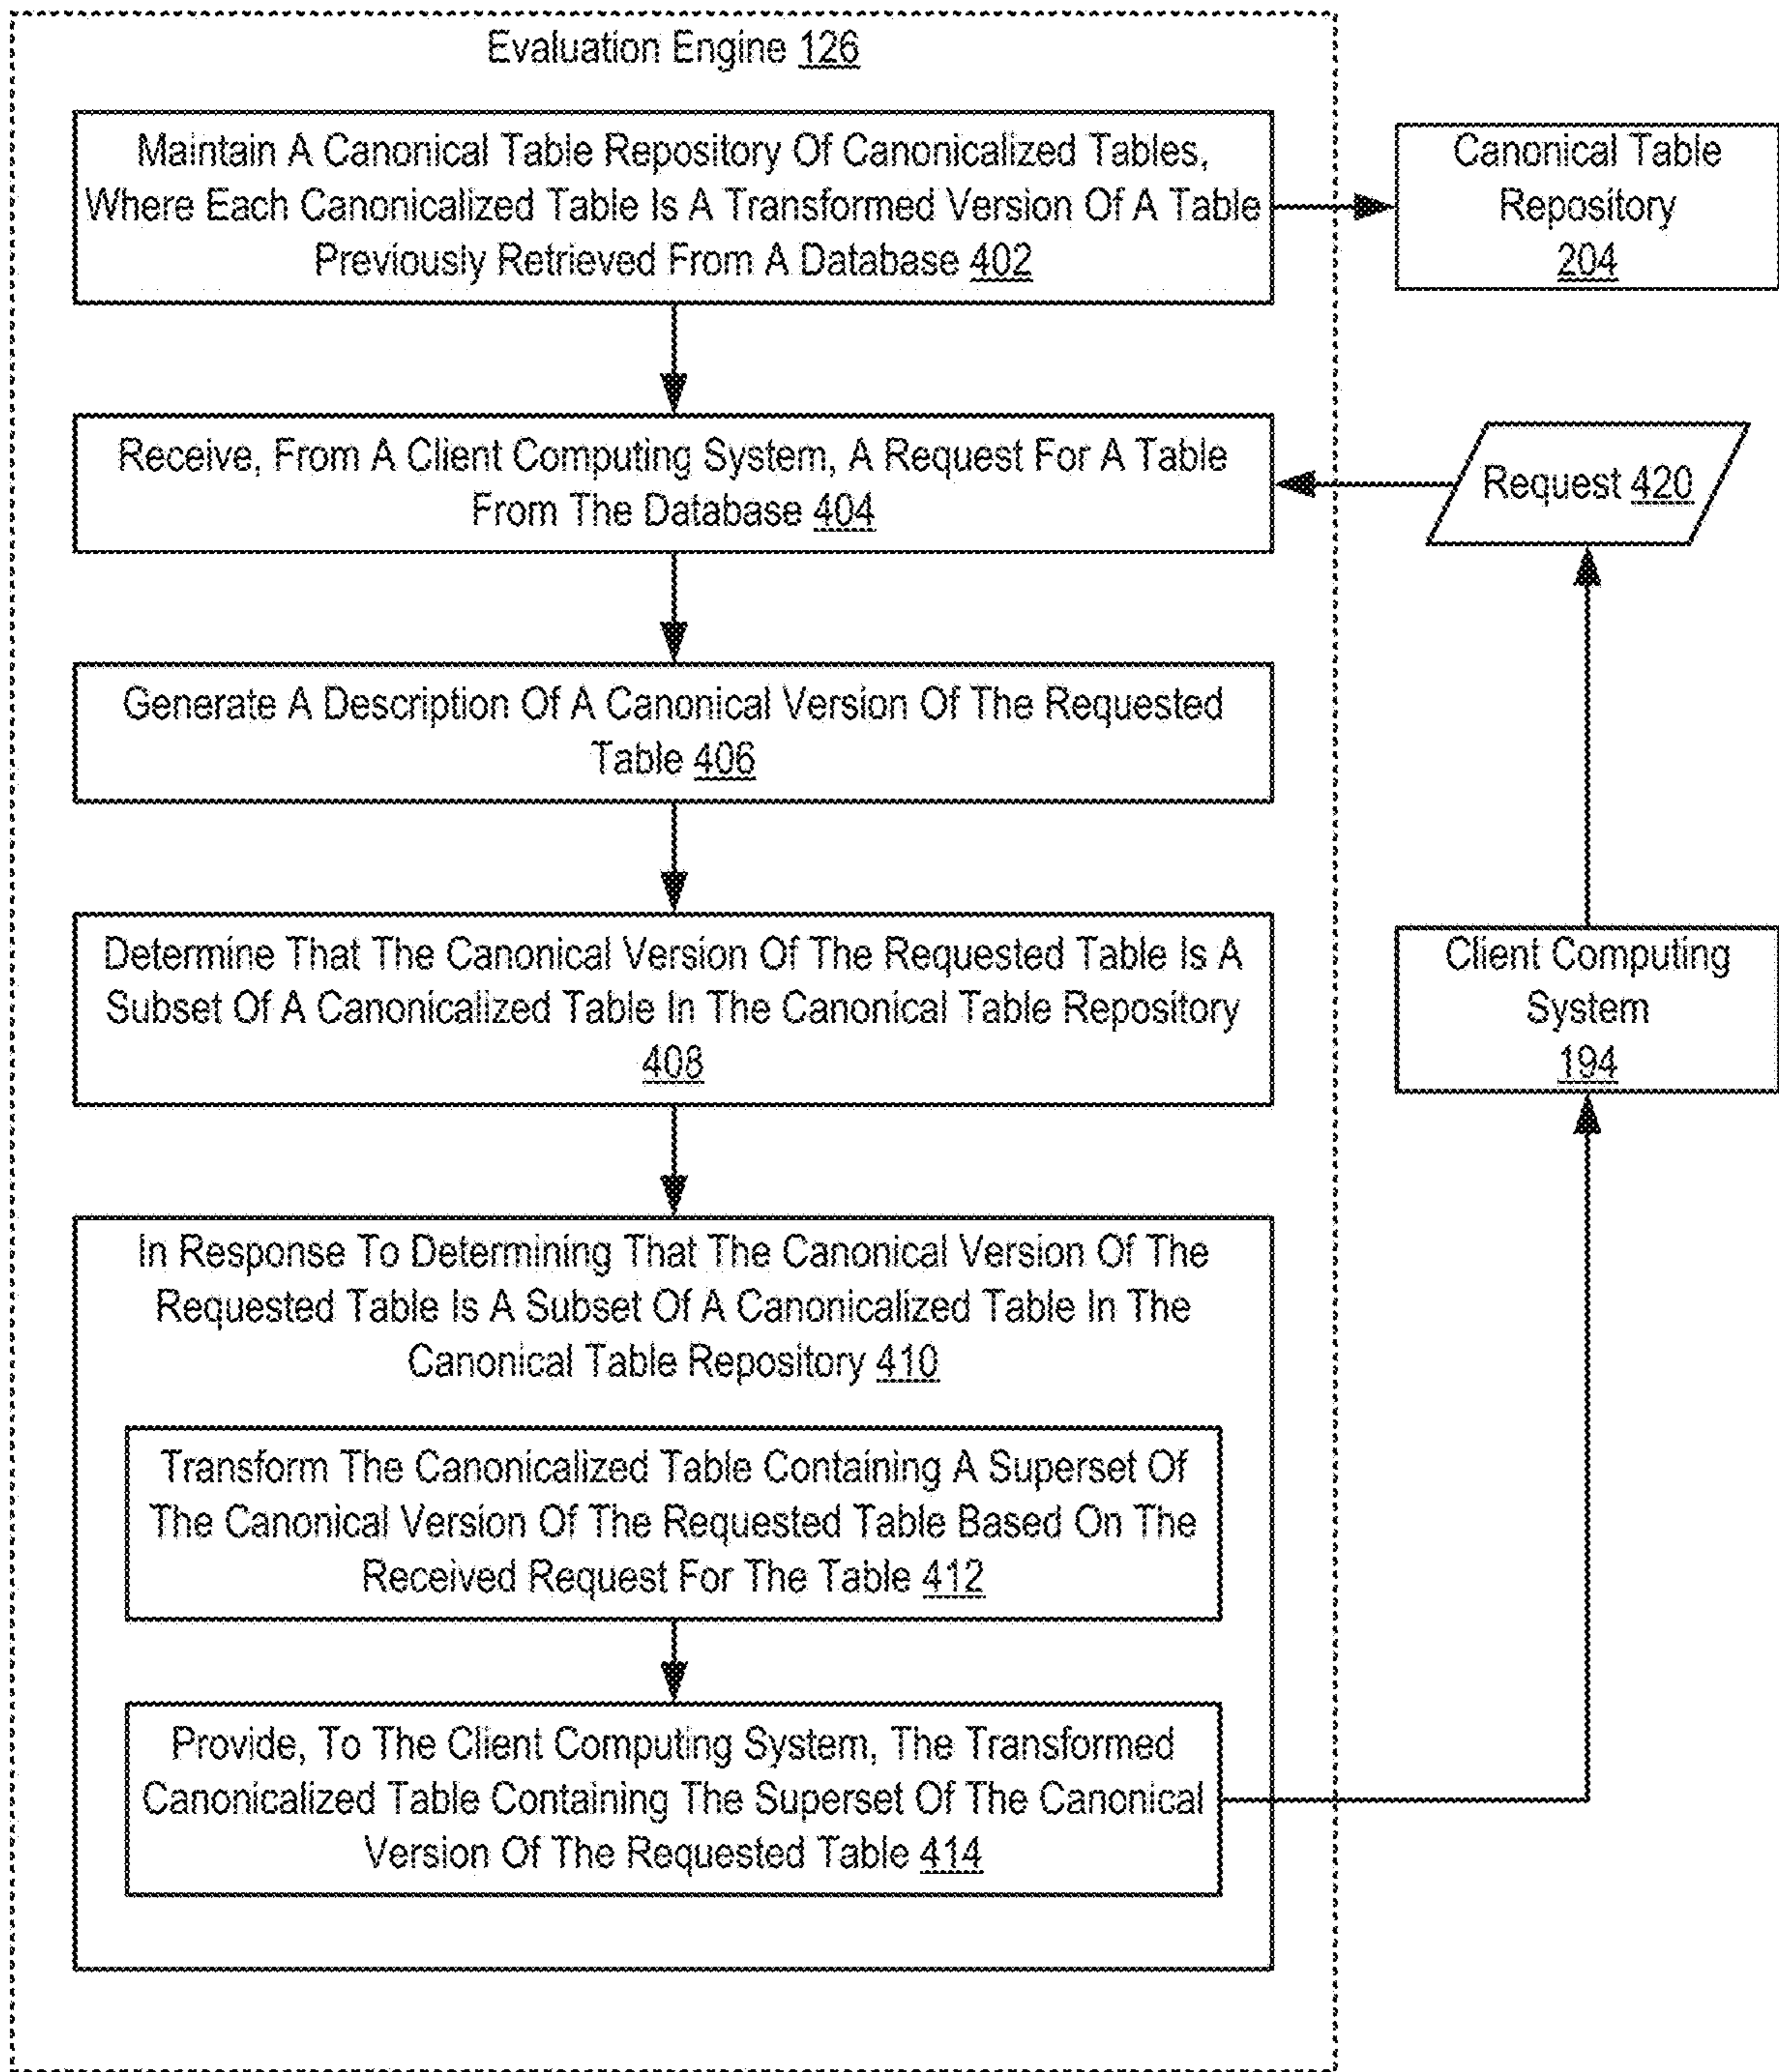 Evaluation Engine 126
Maintain A Canonical Table Repository Of Canonicalized Tables,
Where Each Canonicalized Table Is A Transformed Version Of A Table
Previously Retrieved From A Database 402
Canonical Table
Repository
204
Receive, From A Client Computing System, A Request For A Table
From The Database 404
Request 420
Generate A Description Of A Canonical Version Of The Requested
Table 406
Determine That The Canonical Version Of The Requested Table Is A
Subset Of A Canonicalized Table In The Canonical Table Repository
408
Client Computing
System
194
In Response To Determining That The Canonical Version Of The
Requested Table Is A Subset Of A Canonicalized Table In The
Canonical Table Repository 410
Transform The Canonicalized Table Containing A Superset Of
The Canonical Version Of The Requested Table Based On The
Received Request For The Table 412
Provide, To The Client Computing System, The Transformed
Canonicalized Table Containing The Superset Of The Canonical
Version Of The Requested Table 414